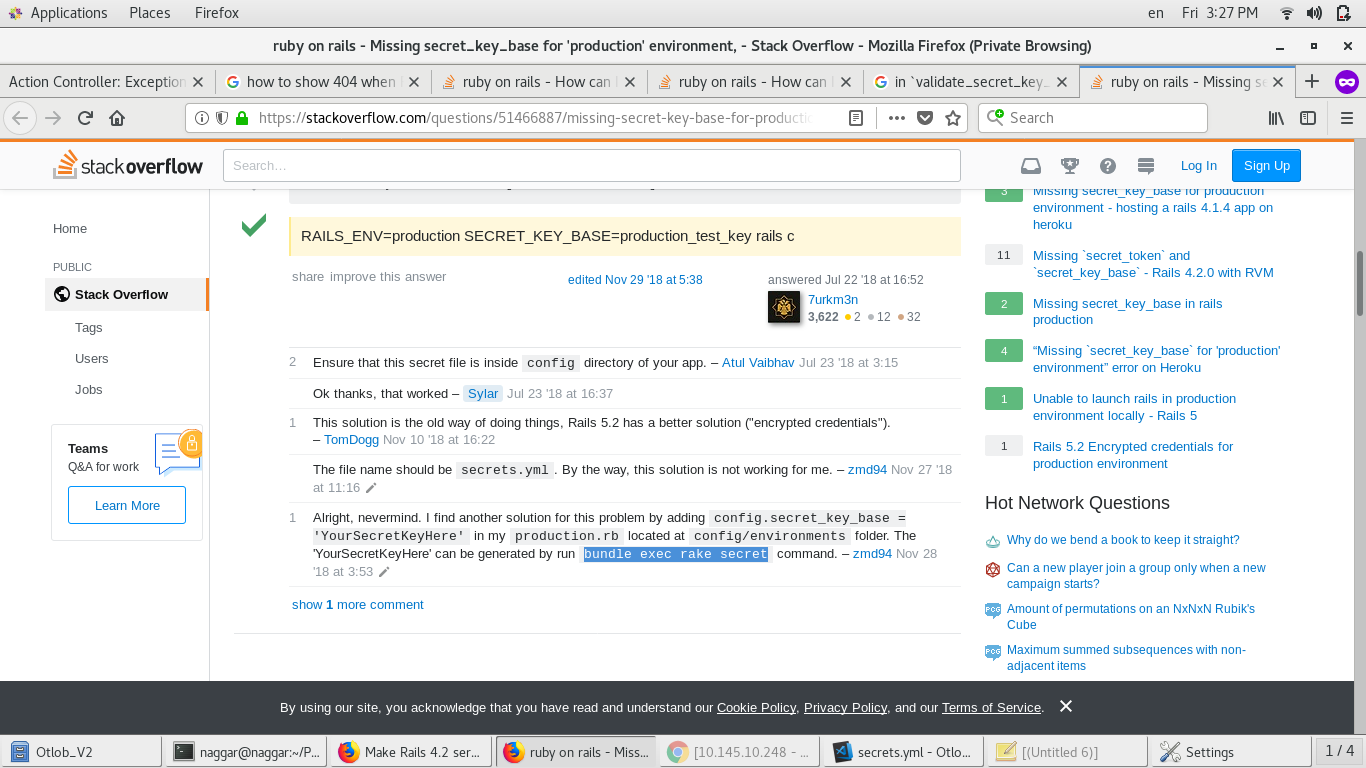 Applications Places Firefox en Fri 3:27 PM
ruby on rails - Missing secret_key_base for 'production' environment, - Stack Overflow - Mozilla Firefox (Private Browsing)
Action Controller: Exception how to show 404 when ruby on rails - How can ruby on rails - How can in `validate_secret_key_ ruby on rails - Missing se
https://stackoverflow.com/questions/51466887/missing-secret-key-base-for-producti Search
stackoverflow Search… Log In Sign Up
Home
PUBLIC
Stack Overflow
Tags
Users
Jobs
Teams
Q&A for work
Learn More
RAILS_ENV=production SECRET_KEY_BASE=production_test_key rails c
share improve this answer edited Nov 29 '18 at 5:38 answered Jul 22 '18 at 16:52
7urkm3n
3,622 2 12 32
2 Ensure that this secret file is inside config directory of your app. – Atul Vaibhav Jul 23 '18 at 3:15
Ok thanks, that worked – Sylar Jul 23 '18 at 16:37
1 This solution is the old way of doing things, Rails 5.2 has a better solution ("encrypted credentials").
– TomDogg Nov 10 '18 at 16:22
The file name should be secrets.yml. By the way, this solution is not working for me. – zmd94 Nov 27 '18
at 11:16
1 Alright, nevermind. I find another solution for this problem by adding config.secret_key_base =
'YourSecretKeyHere' in my production.rb located at config/environments folder. The
'YourSecretKeyHere' can be generated by run bundle exec rake secret command. – zmd94 Nov 28
'18 at 3:53
show 1 more comment
3 Missing secret_key_base for production
environment - hosting a rails 4.1.4 app on
heroku
11 Missing `secret_token` and
`secret_key_base` - Rails 4.2.0 with RVM
2 Missing secret_key_base in rails
production
4 “Missing `secret_key_base` for 'production'
environment” error on Heroku
1 Unable to launch rails in production
environment locally - Rails 5
1 Rails 5.2 Encrypted credentials for
production environment
Hot Network Questions
Why do we bend a book to keep it straight?
Can a new player join a group only when a new
campaign starts?
PCG Amount of permutations on an NxNxN Rubik's
Cube
PCG Maximum summed subsequences with non-
adjacent items
By using our site, you acknowledge that you have read and understand our Cookie Policy, Privacy Policy, and our Terms of Service.
Otlob_V2 naggar@naggar:~/P... Make Rails 4.2 ser... ruby on rails - Miss... [10.145.10.248 - ... secrets.yml - Otlo... [(Untitled 6)] Settings 1 / 4